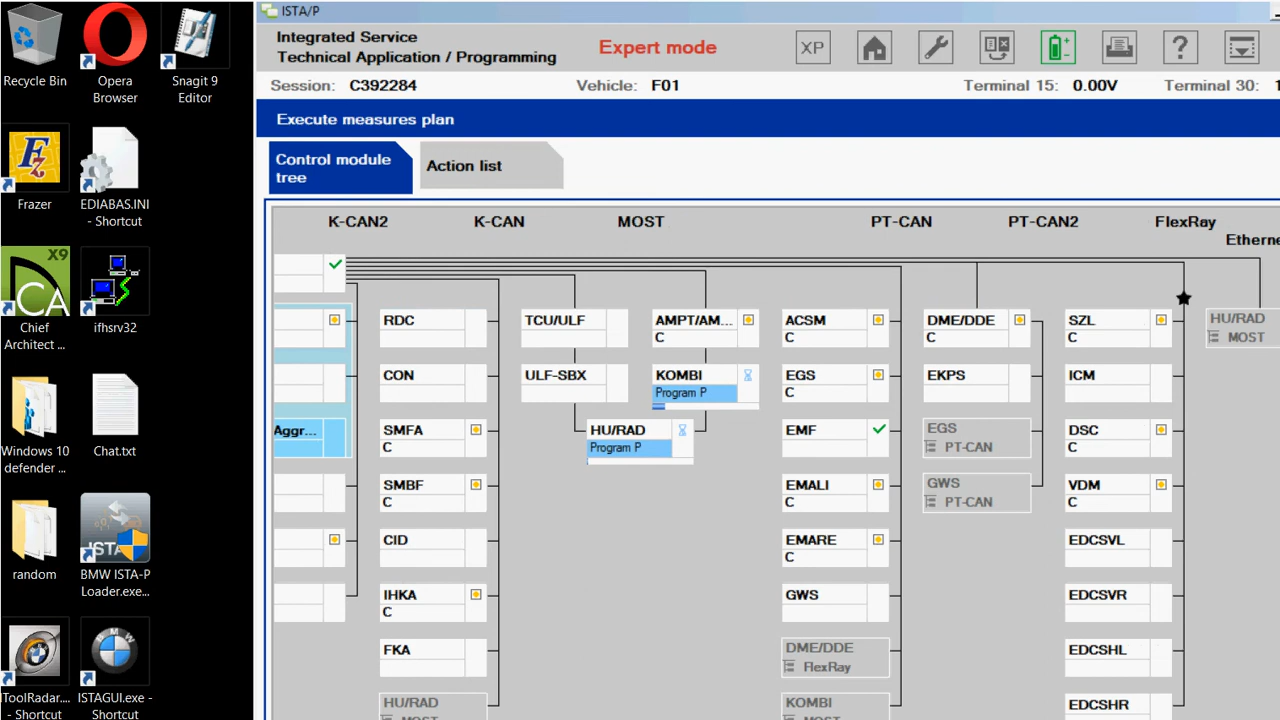 Recycle Bin
Opera
Browser
Snagit 9
Editor
Frazer
EDIABAS.INI
- Shortcut
X9
Chief
Architect ...
ifhsrv32
Windows 10
defender ...
Chat.txt
random
ISTA
BMW ISTA-P
Loader.exe...
IToolRadar....
- Shortcut
ISTAGUI.exe -
Shortcut
ISTA/P
Integrated Service
Technical Application / Programming
Expert mode
XP
?
Session: C392284
Vehicle: F01
Terminal 15: 0.00V
Terminal 30:
Execute measures plan
Control module
tree
Action list
K-CAN2
K-CAN
MOST
PT-CAN
PT-CAN2
FlexRay
Aggr...
RDC
CON
SMFA
C
SMBF
C
CID
IHKA
C
FKA
HU/RAD
MOST
TCU/ULF
ULF-SBX
HU/RAD
Program P
AMPT/AM...
C
KOMBI
Program P
ACSM
C
EGS
C
EMF
EMALI
C
EMARE
C
GWS
DME/DDE
FlexRay
KOMBI
MOST
DME/DDE
C
EKPS
EGS
PT-CAN
GWS
PT-CAN
SZL
C
ICM
DSC
C
VDM
C
EDCSVL
EDCSVR
EDCSHL
EDCSHR
HU/RAD
MOST